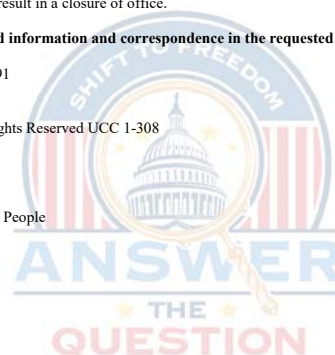 result in a closure of office.
d information and correspondence in the requested
91
ghts Reserved UCC 1-308
People
SHIFT TO FREEDOM
ANSWER
THE
QUESTION